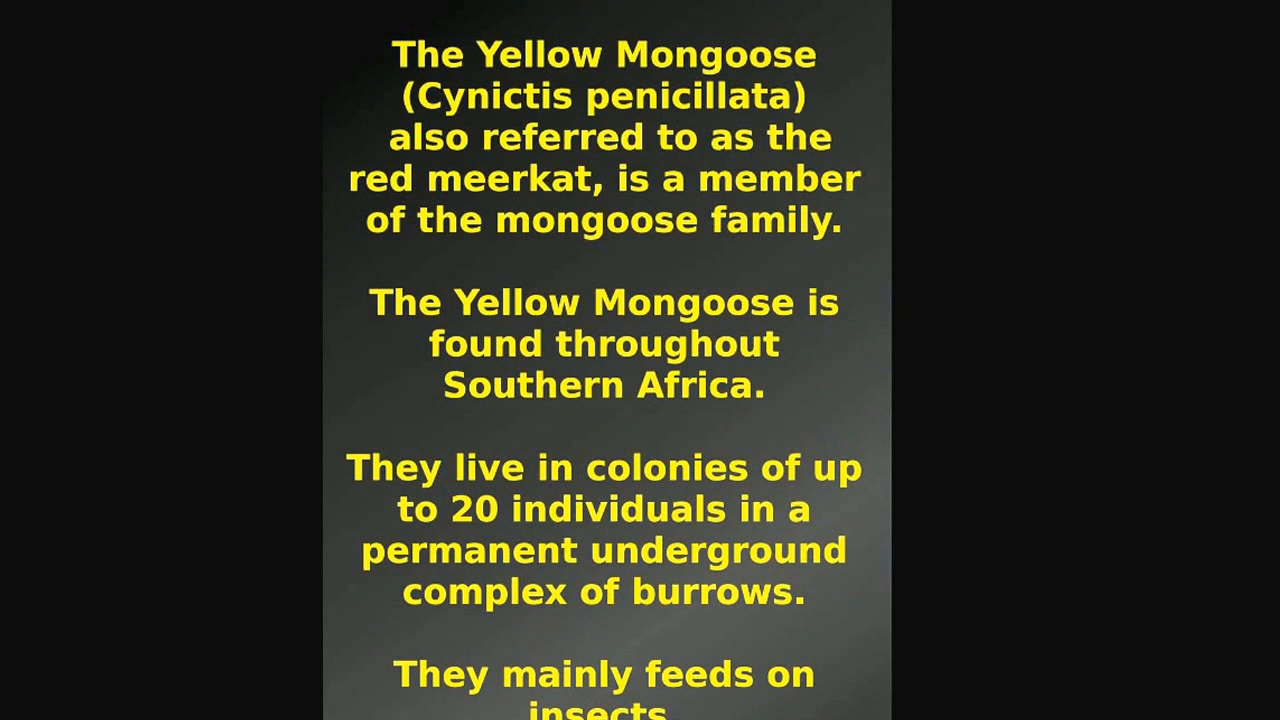 The Yellow Mongoose
(Cynictis penicillata)
also referred to as the
red meerkat, is a member
of the mongoose family.
The Yellow Mongoose is
found throughout
Southern Africa.
They live in colonies of up
to 20 individuals in a
permanent underground
complex of burrows.
They mainly feeds on
insects